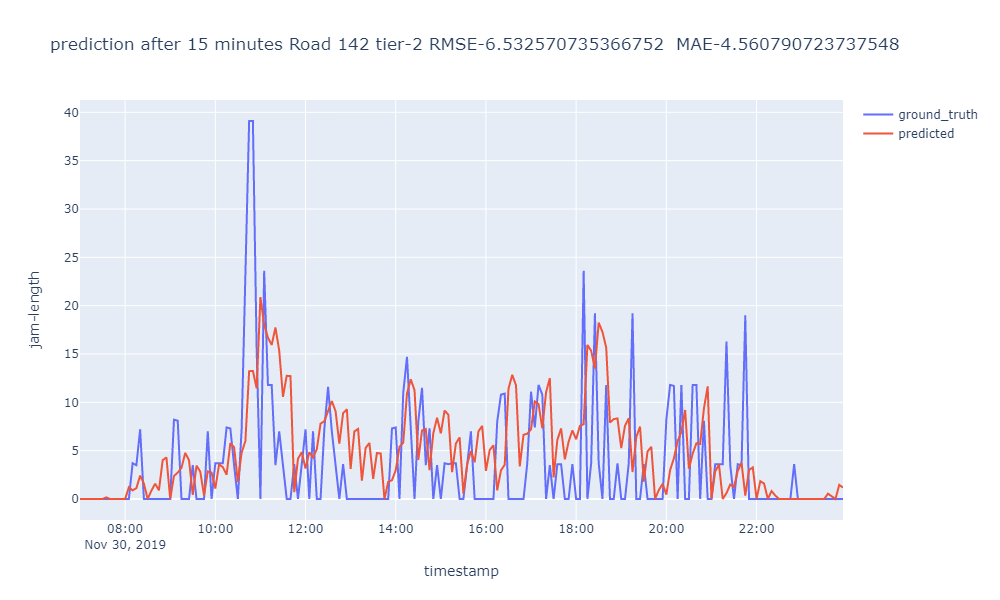 prediction after 15 minutes Road 142 tier-2 RMSE-6.532570735366752  MAE-4.560790723737548
40
35
30
25
20
15
10
5
0
jam-length
08:00 10:00 12:00 14:00 16:00 18:00 20:00 22:00
Nov 30, 2019
timestamp
ground_truth
predicted